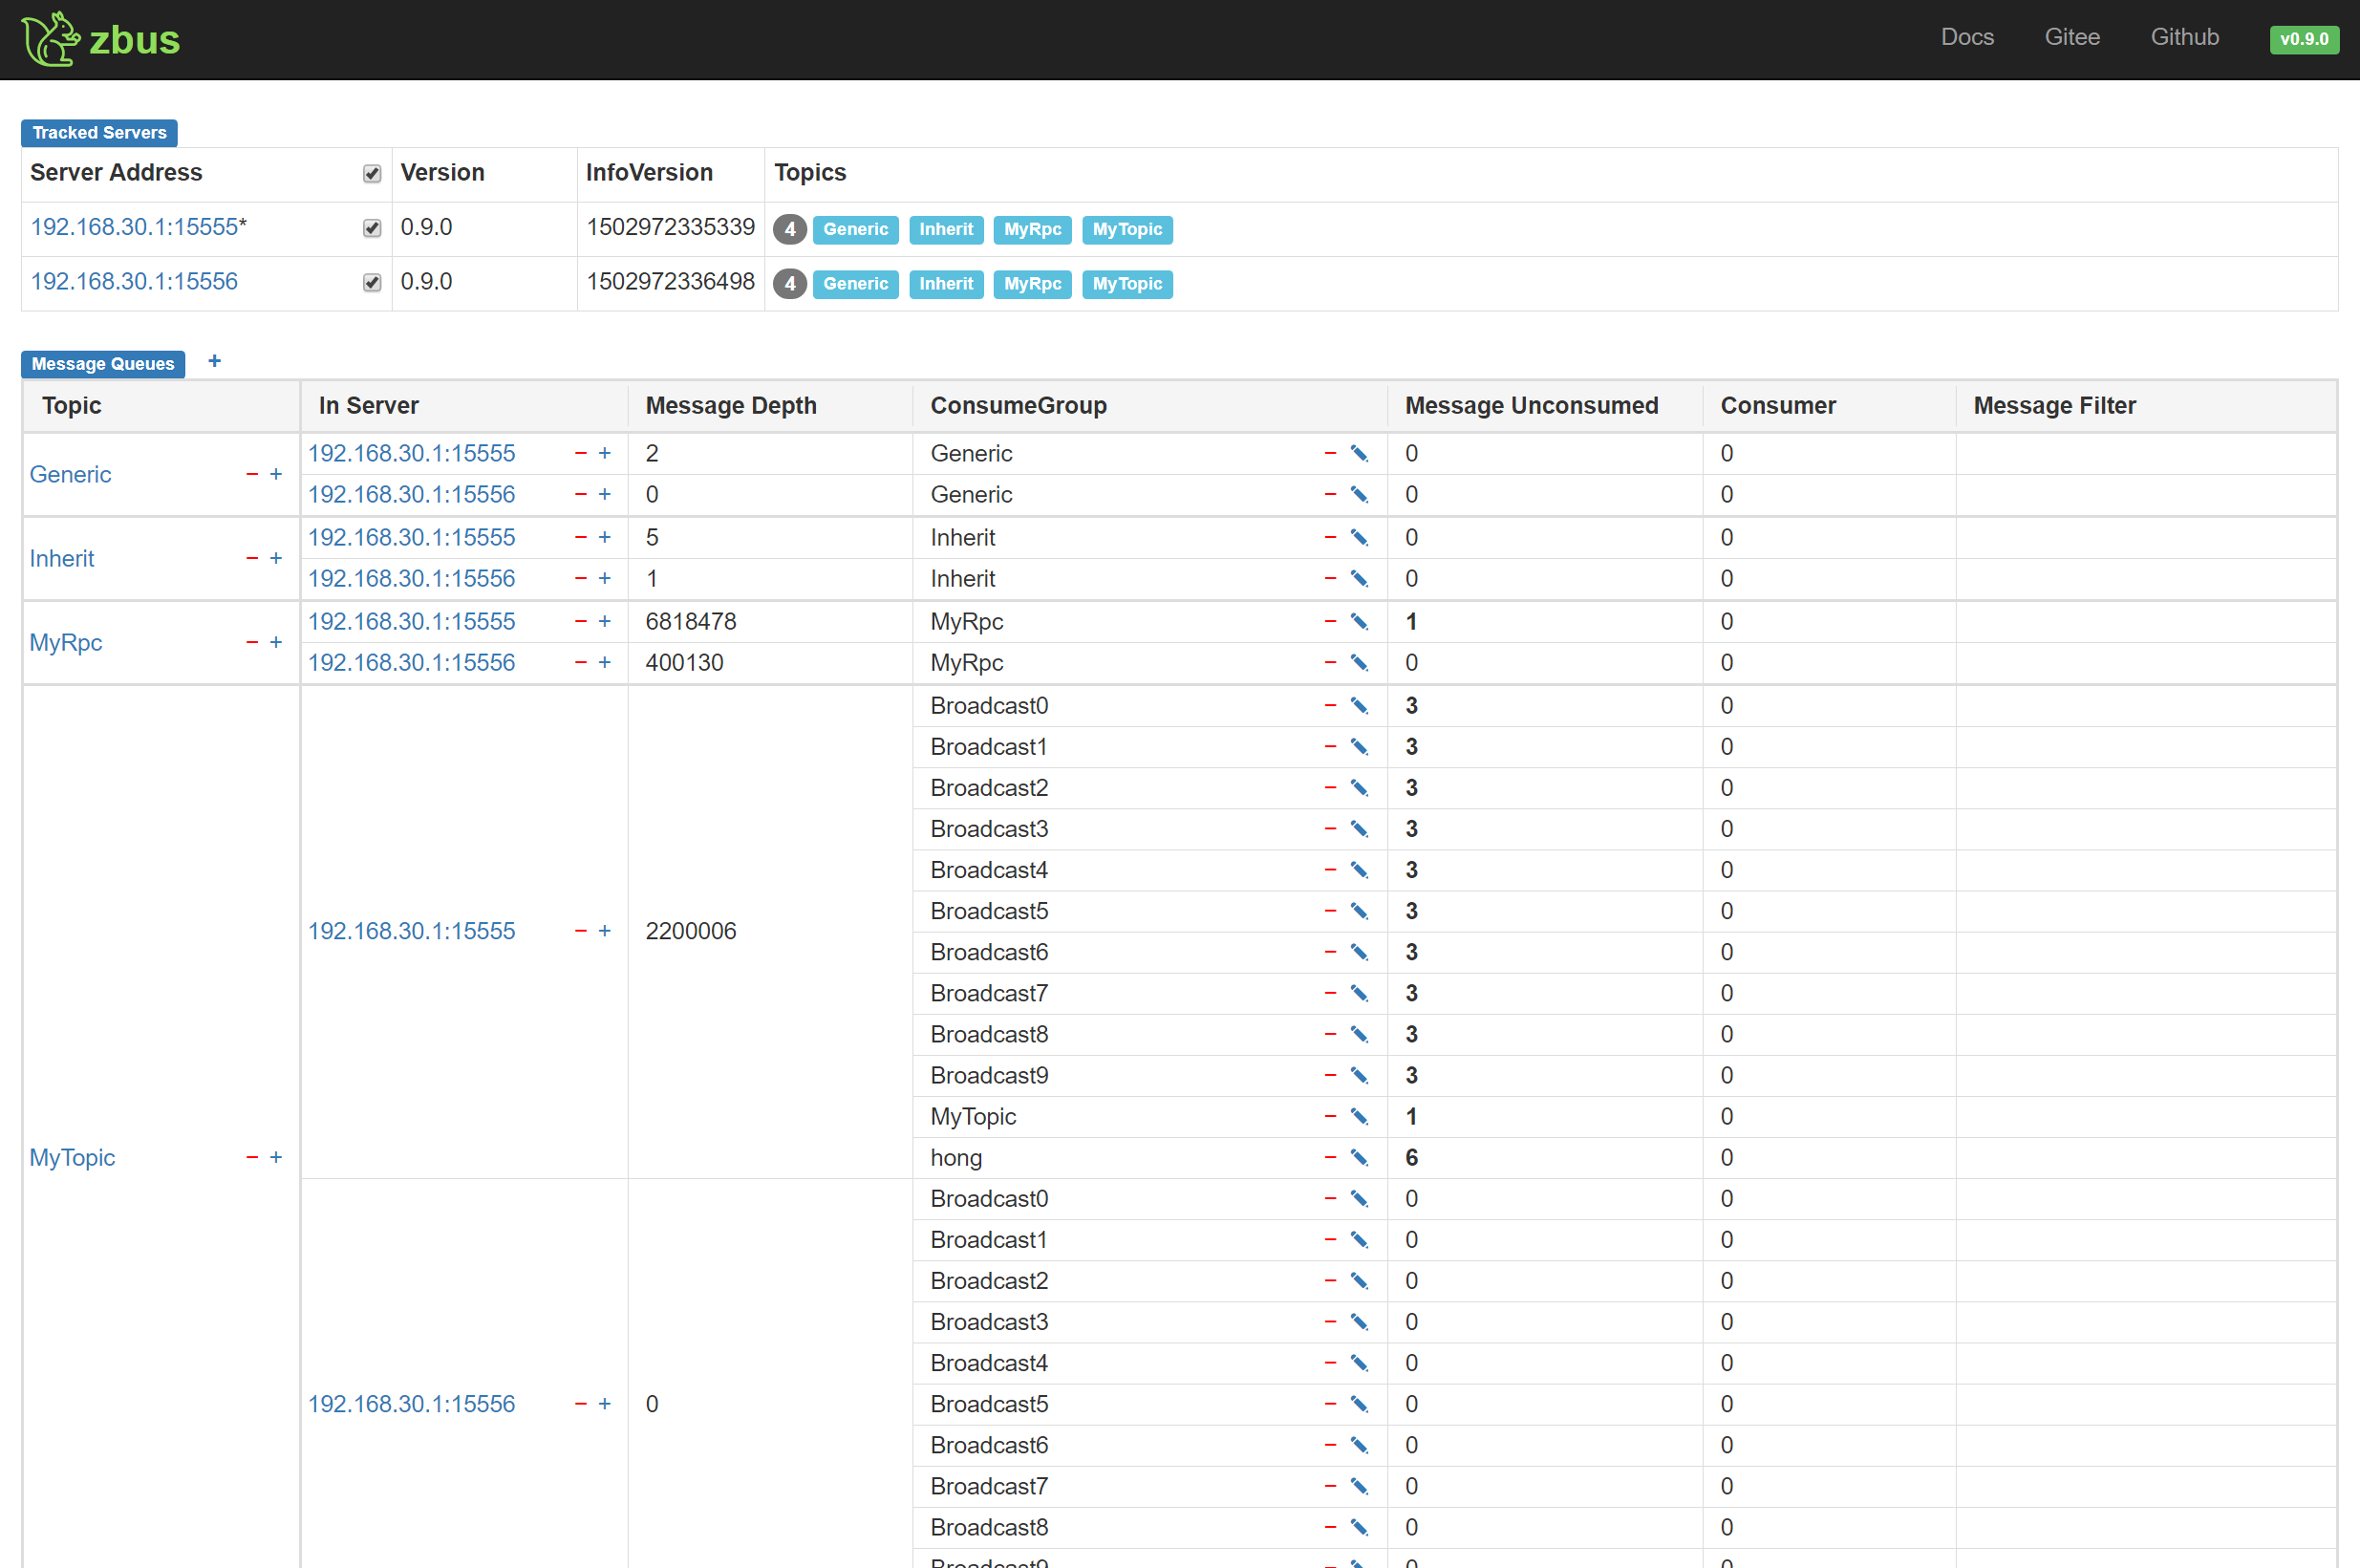 zbus Docs Gitee Github v0.9.0
Tracked Servers
Server Address Version InfoVersion Topics
192.168.30.1:15555* 0.9.0 1502972335339 4 Generic Inherit MyRpc MyTopic
192.168.30.1:15556 0.9.0 1502972336498 4 Generic Inherit MyRpc MyTopic
Message Queues +
Topic In Server Message Depth ConsumeGroup Message Unconsumed Consumer Message Filter
Generic − + 192.168.30.1:15555 − + 2 Generic − 0 0
192.168.30.1:15556 − + 0 Generic − 0 0
Inherit − + 192.168.30.1:15555 − + 5 Inherit − 0 0
192.168.30.1:15556 − + 1 Inherit − 0 0
MyRpc − + 192.168.30.1:15555 − + 6818478 MyRpc − 1 0
192.168.30.1:15556 − + 400130 MyRpc − 0 0
Broadcast0 − 3 0
Broadcast1 − 3 0
Broadcast2 − 3 0
Broadcast3 − 3 0
Broadcast4 − 3 0
192.168.30.1:15555 − + 2200006 Broadcast5 − 3 0
Broadcast6 − 3 0
Broadcast7 − 3 0
Broadcast8 − 3 0
Broadcast9 − 3 0
MyTopic − 1 0
MyTopic − + hong − 6 0
Broadcast0 − 0 0
Broadcast1 − 0 0
Broadcast2 − 0 0
Broadcast3 − 0 0
Broadcast4 − 0 0
192.168.30.1:15556 − + 0 Broadcast5 − 0 0
Broadcast6 − 0 0
Broadcast7 − 0 0
Broadcast8 − 0 0
Broadcast9 − 0 0